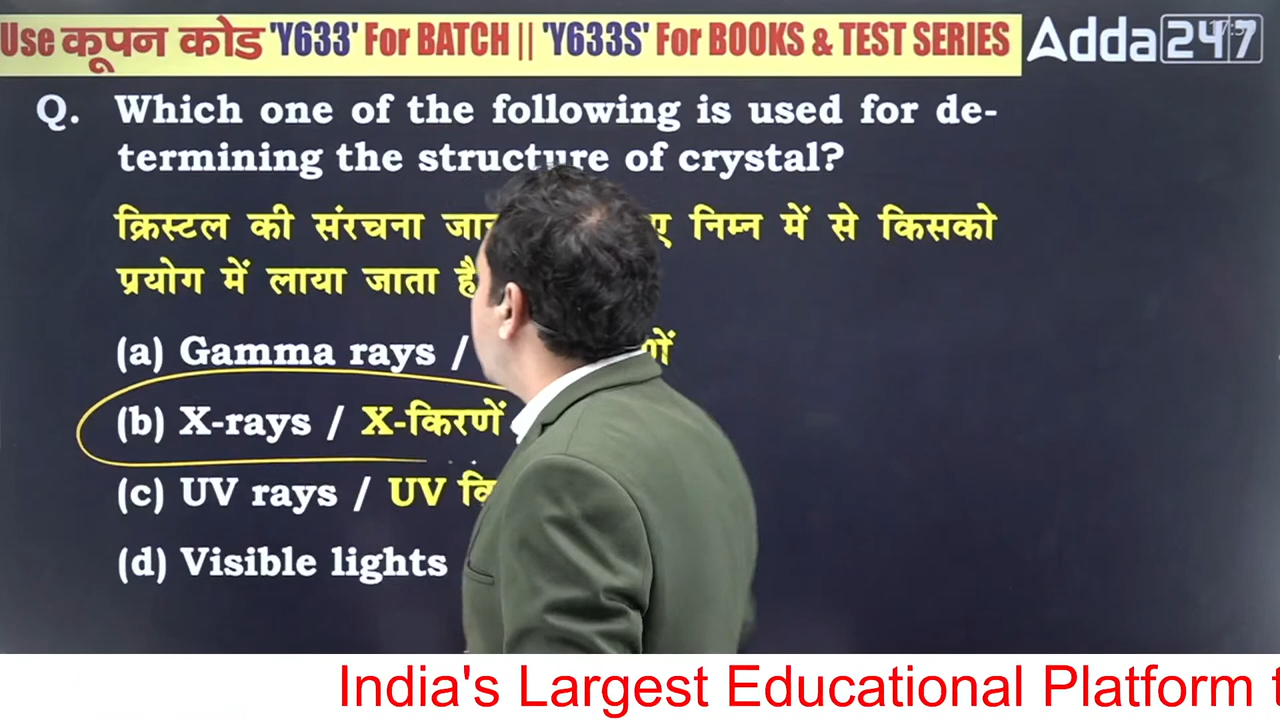 Use कूपन कोड 'Y633' For BATCH || 'Y633S' For BOOKS & TEST SERIES
Adda247
Q. Which one of the following is used for de-
termining the structure of crystal?
क्रिस्टल की संरचना निम्न में से किसको
प्रयोग में लाया जाता है
(a) Gamma rays /
(b) X-rays / X-किरणें
(c) UV rays / UV
(d) Visible lights
India's Largest Educational Platform